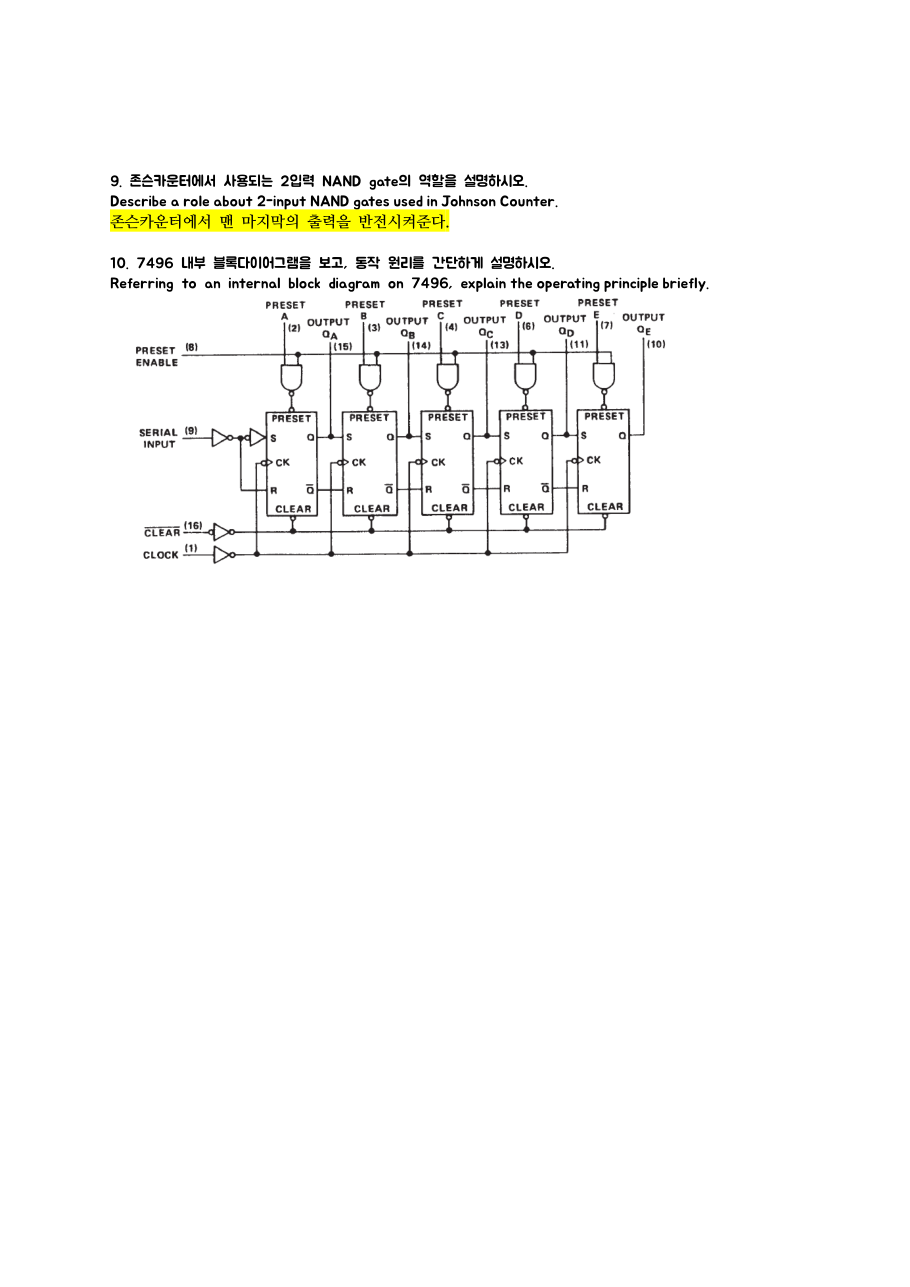 9. 존슨카운터에서 사용되는 2입력 NAND gate의 역할을 설명하시오.
Describe a role about 2-input NAND gates used in Johnson Counter.
존슨카운터에서 맨 마지막의 출력을 반전시켜준다.
10. 7496 내부 블록다이어그램을 보고, 동작 원리를 간단하게 설명하시오.
Referring to an internal block diagram on 7496, explain the operating principle briefly.
PRESET PRESET PRESET PRESET PRESET
A OUTPUT B OUTPUT C OUTPUT D OUTPUT E OUTPUT
(2) QA (3) QB (4) QC (6) QD (7) QE
(15) (14) (13) (11) (10)
PRESET (8)
ENABLE
PRESET PRESET PRESET PRESET PRESET
SERIAL (9) S Q S Q S Q S Q S Q
INPUT
CK CK CK CK CK
R Q̅ R Q̅ R Q̅ R Q̅ R
CLEAR CLEAR CLEAR CLEAR CLEAR
C̅L̅E̅A̅R̅ (16)
CLOCK (1)